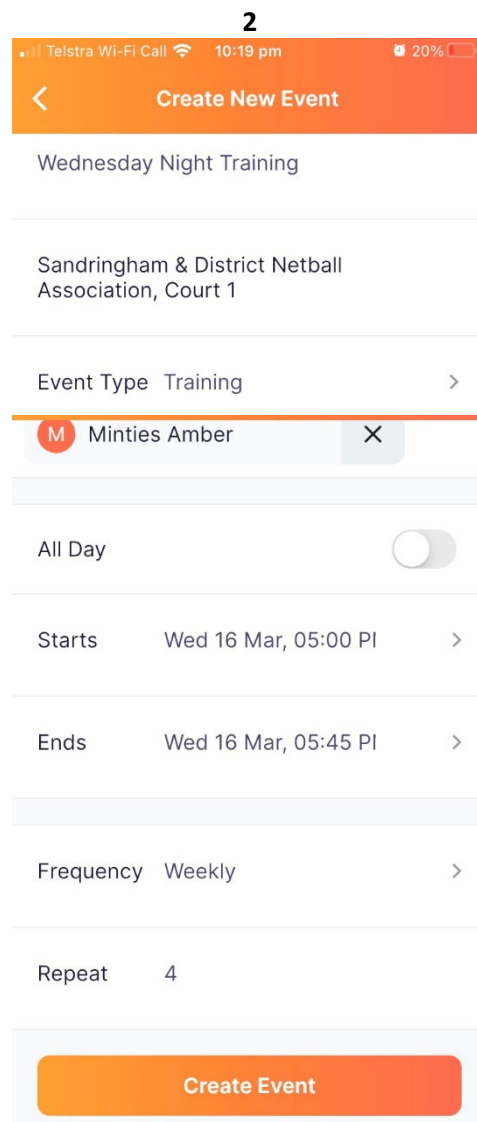 2
Telstra Wi-Fi Call 10:19 pm 20%
Create New Event
Wednesday Night Training
Sandringham & District Netball
Association, Court 1
Event Type Training
M Minties Amber
All Day
Starts Wed 16 Mar, 05:00 PI
Ends Wed 16 Mar, 05:45 PI
Frequency Weekly
Repeat 4
Create Event